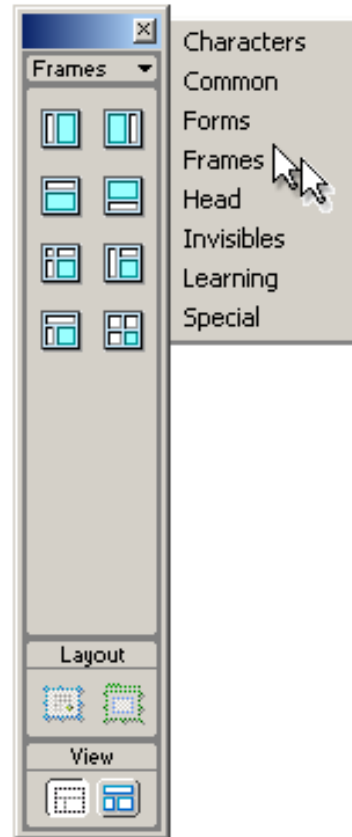 Frames
Characters
Common
Forms
Frames
Head
Invisibles
Learning
Special
Layout
View